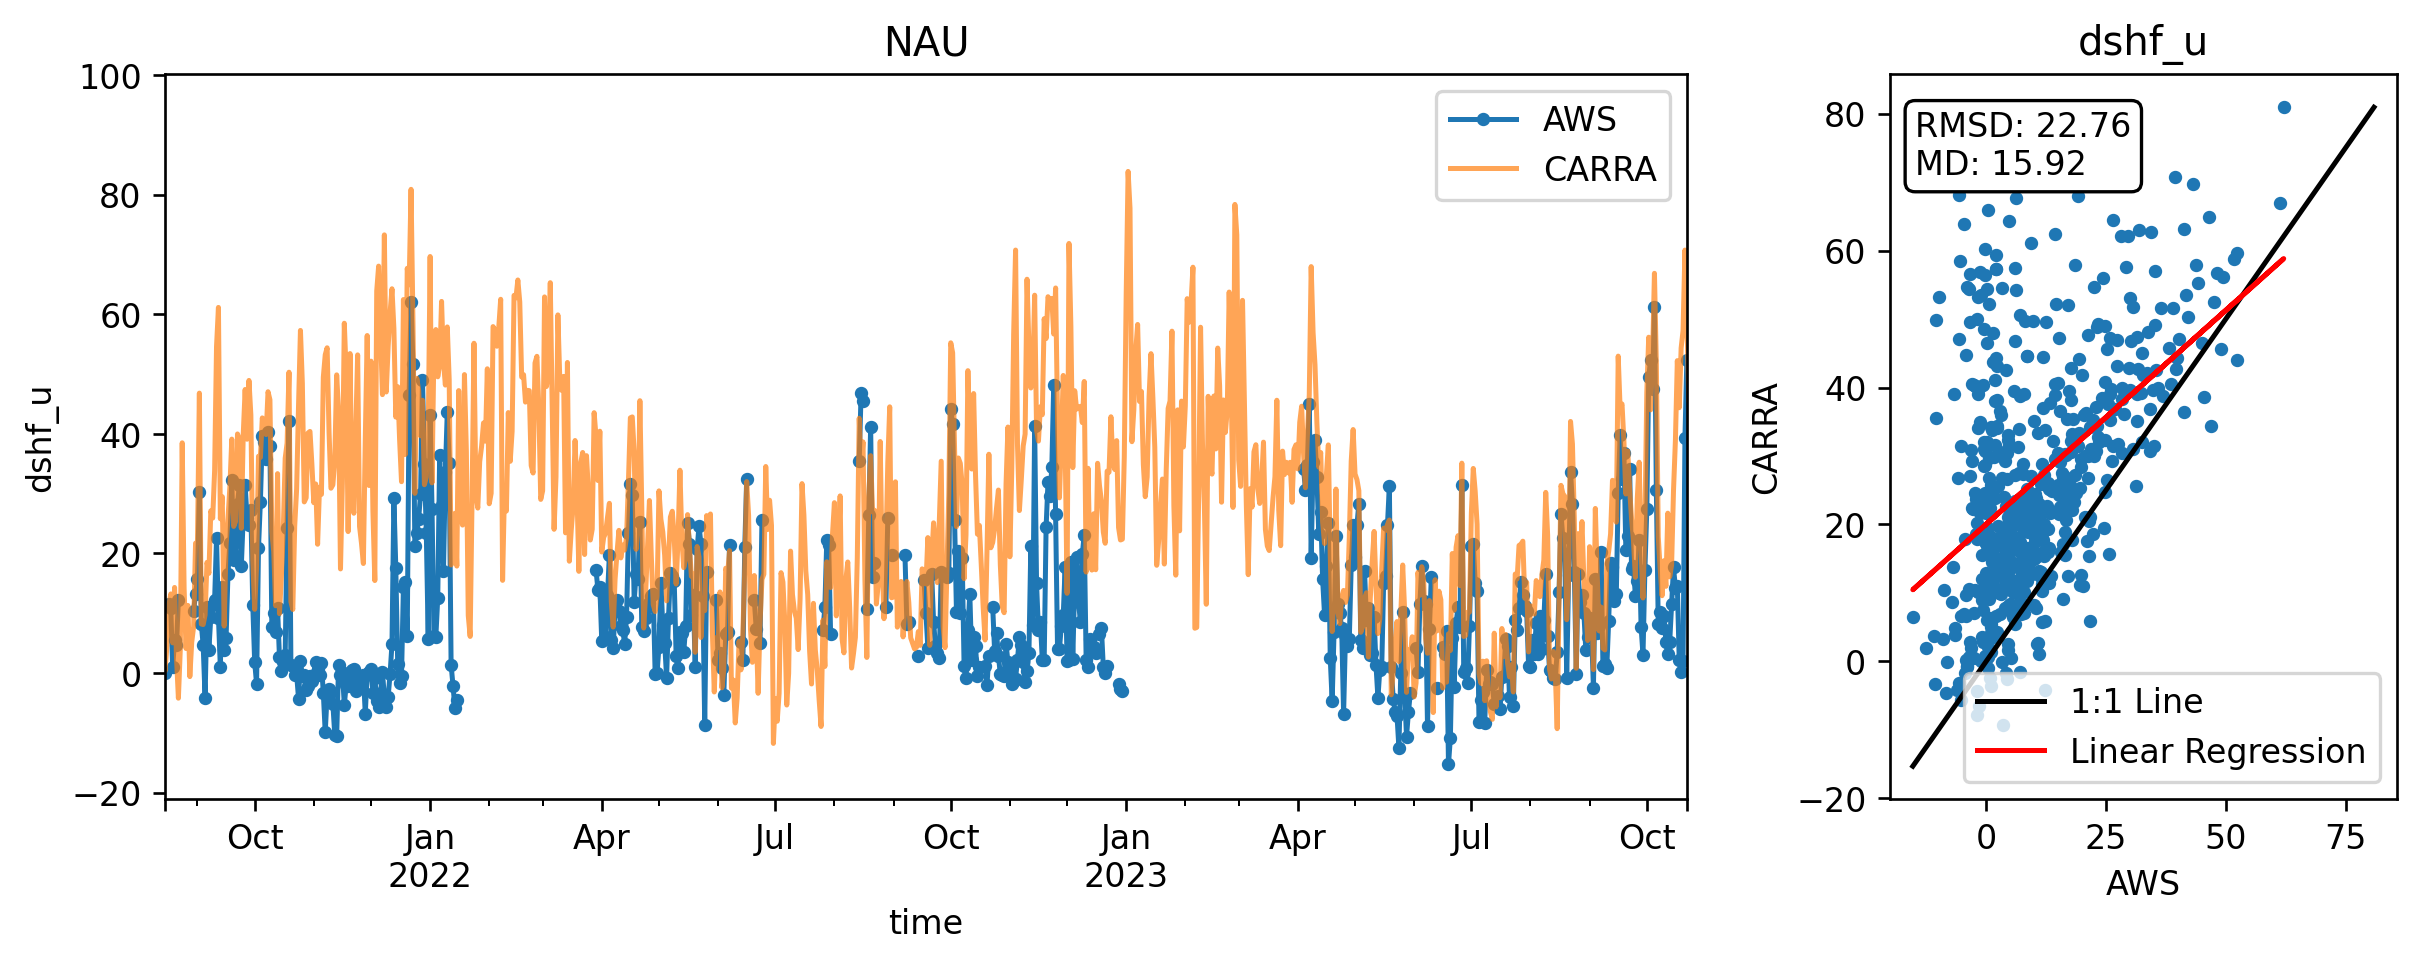 NAU
100
80
60
40
20
0
−20
dshf_u
AWS
CARRA
Oct
Jan
2022
Apr
Jul
Oct
Jan
2023
Apr
Jul
Oct
time
dshf_u
80
60
40
20
0
−20
CARRA
RMSD: 22.76
MD: 15.92
1:1 Line
Linear Regression
0
25
50
75
AWS